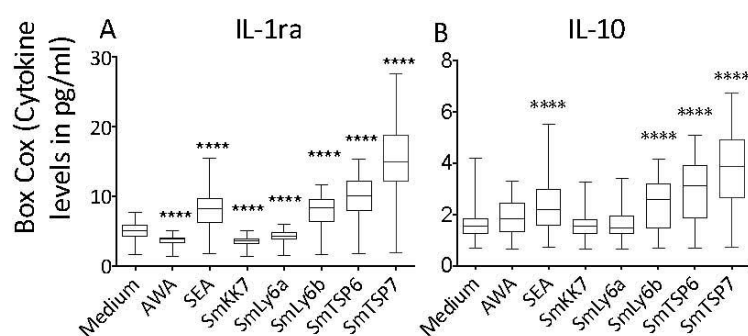 A IL-1ra
Box Cox (Cytokine
levels in pg/ml)
30
20
10
0
****
****
****
****
****
****
****
Medium
AWA
SEA
SmKK7
SmLy6a
SmLy6b
SmTSP6
SmTSP7
B IL-10
8
6
4
2
0
****
****
****
****
Medium
AWA
SEA
SmKK7
SmLy6a
SmLy6b
SmTSP6
SmTSP7